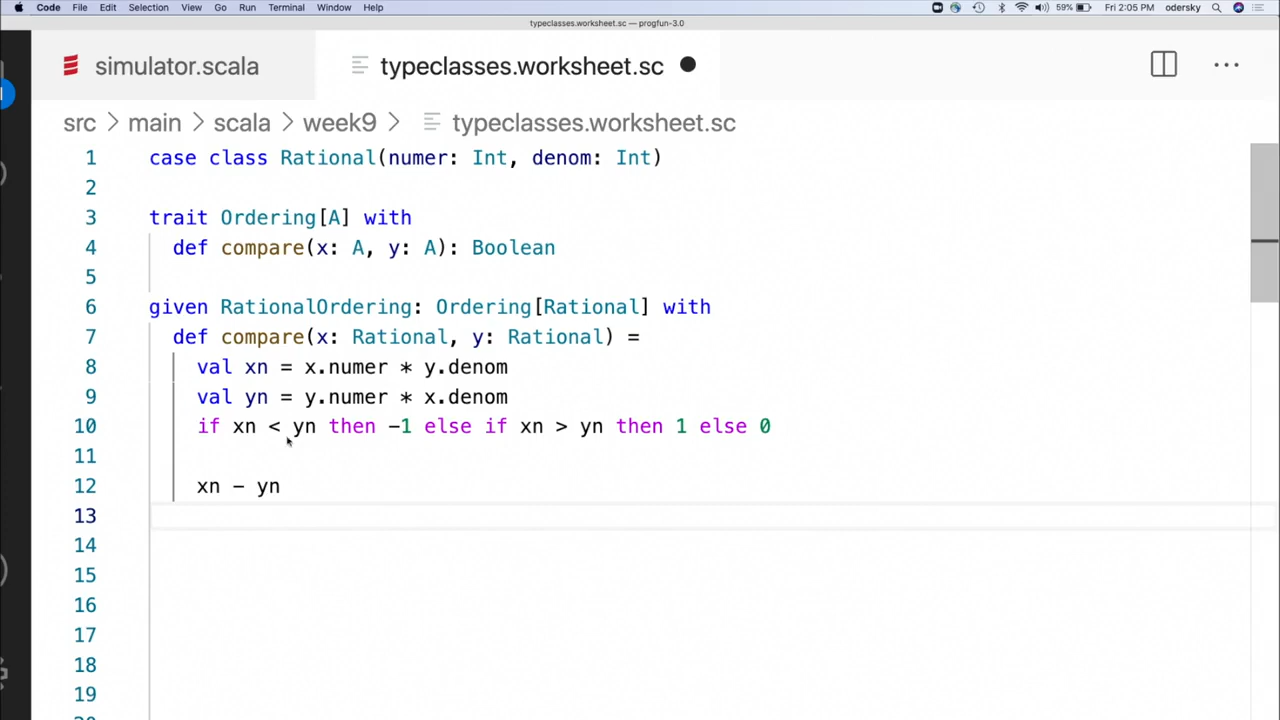 Code File Edit Selection View Go Run Terminal Window Help 59% Fri 2:05 PM odersky
typeclasses.worksheet.sc — progfun-3.0
simulator.scala typeclasses.worksheet.sc
src > main > scala > week9 > typeclasses.worksheet.sc
1 case class Rational(numer: Int, denom: Int)
2
3 trait Ordering[A] with
4 def compare(x: A, y: A): Boolean
5
6 given RationalOrdering: Ordering[Rational] with
7 def compare(x: Rational, y: Rational) =
8 val xn = x.numer * y.denom
9 val yn = y.numer * x.denom
10 if xn < yn then -1 else if xn > yn then 1 else 0
11
12 xn - yn
13
14
15
16
17
18
19